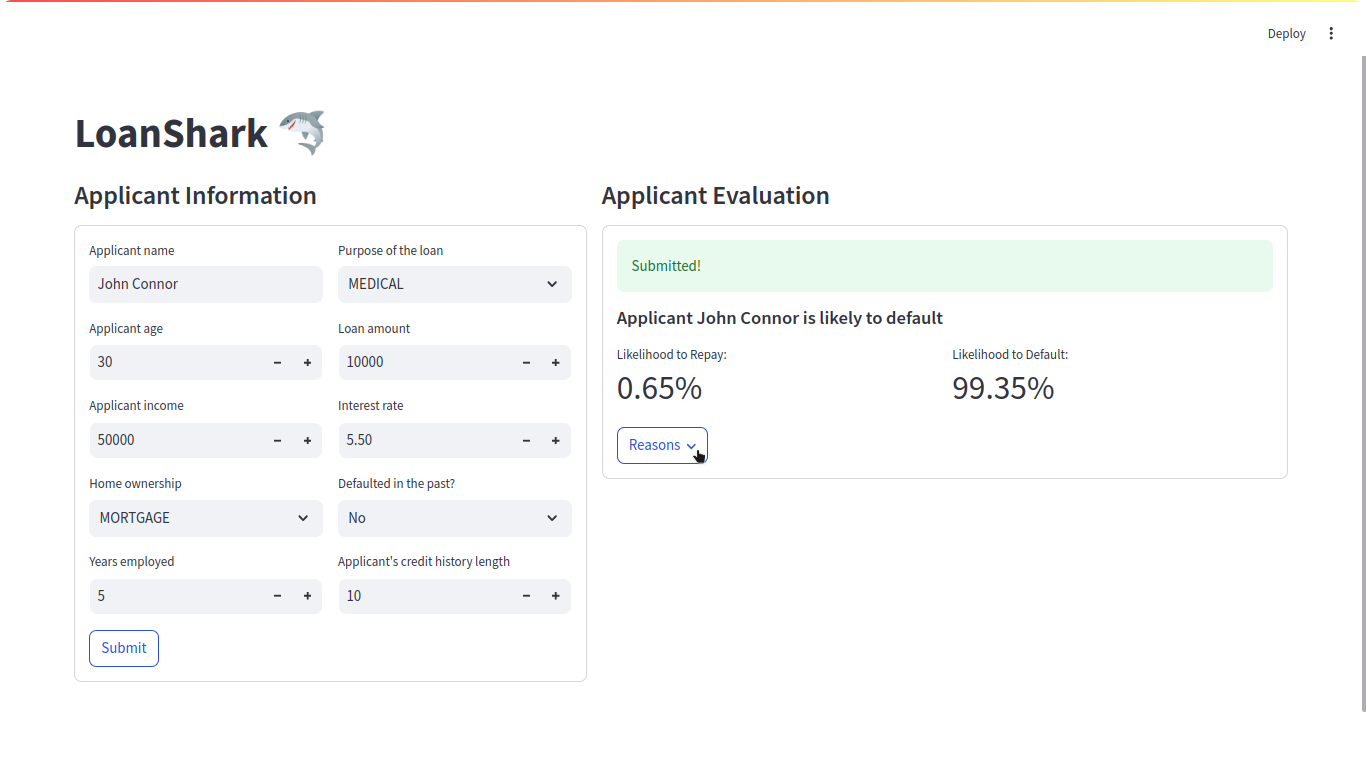 Deploy
LoanShark
Applicant Information
Applicant name
Purpose of the loan
John Connor
MEDICAL
Applicant age
Loan amount
30
10000
Applicant income
Interest rate
50000
5.50
Home ownership
Defaulted in the past?
MORTGAGE
No
Years employed
Applicant's credit history length
5
10
Submit
Applicant Evaluation
Submitted!
Applicant John Connor is likely to default
Likelihood to Repay:
Likelihood to Default:
0.65%
99.35%
Reasons